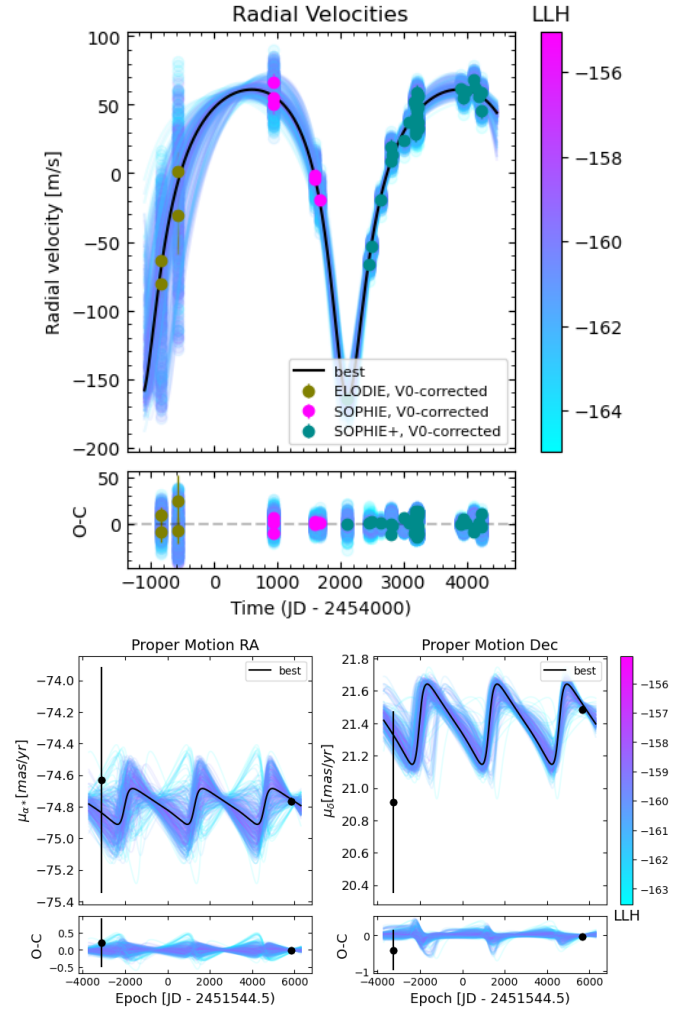 Radial Velocities
LLH
100
50
0
−50
−100
−150
−200
Radial velocity [m/s]
best
ELODIE, V0-corrected
SOPHIE, V0-corrected
SOPHIE+, V0-corrected
−156
−158
−160
−162
−164
50
0
O-C
−1000 0 1000 2000 3000 4000
Time (JD - 2454000)
Proper Motion RA
best
−74.0
−74.2
−74.4
−74.6
−74.8
−75.0
−75.2
−75.4
μα*[mas/yr]
0.5
0.0
−0.5
O-C
−4000 −2000 0 2000 4000 6000
Epoch [JD - 2451544.5]
Proper Motion Dec
best
21.8
21.6
21.4
21.2
21.0
20.8
20.6
20.4
μδ[mas/yr]
0
−1
O-C
−4000 −2000 0 2000 4000 6000
Epoch [JD - 2451544.5]
−156
−157
−158
−159
−160
−161
−162
−163
LLH